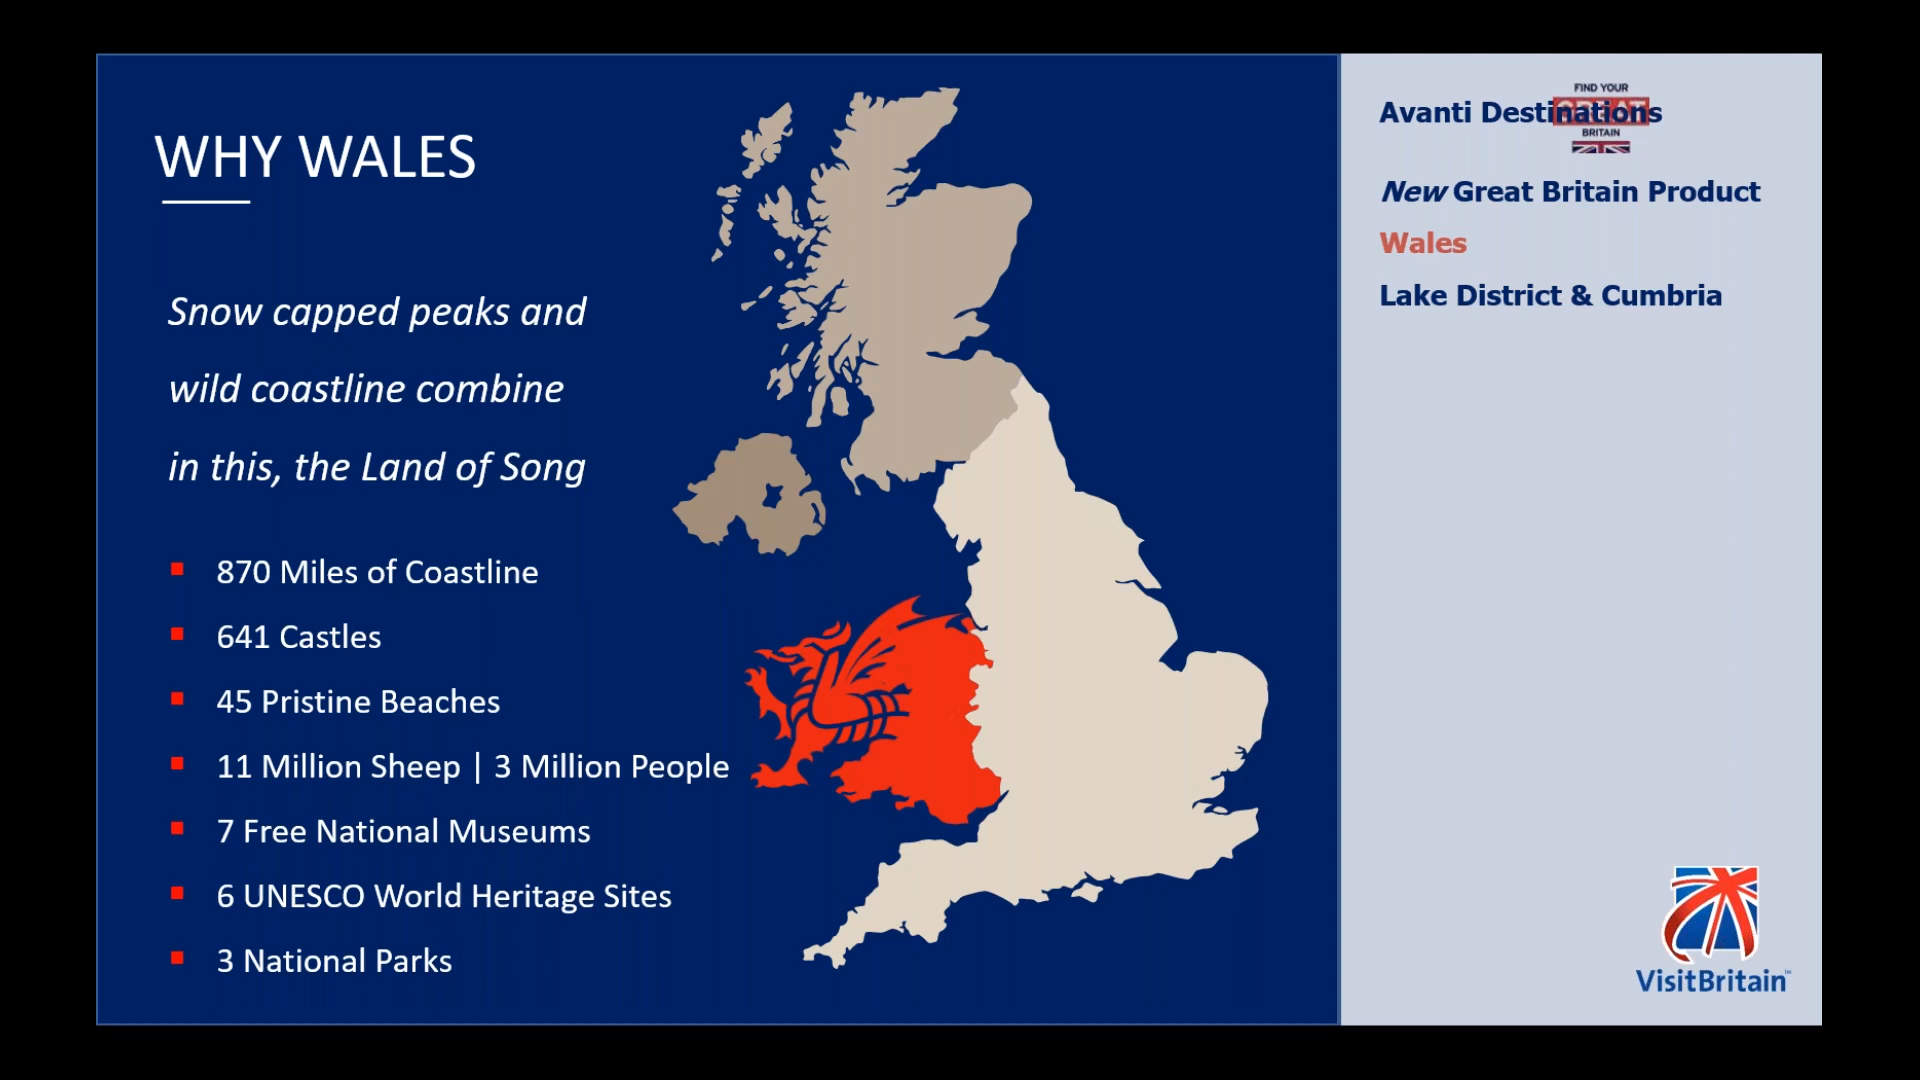 WHY WALES
Snow capped peaks and
wild coastline combine
in this, the Land of Song
870 Miles of Coastline
641 Castles
45 Pristine Beaches
11 Million Sheep | 3 Million People
7 Free National Museums
6 UNESCO World Heritage Sites
3 National Parks
FIND YOUR
GREAT
BRITAIN
Avanti Destinations
New Great Britain Product
Wales
Lake District & Cumbria
VisitBritain™